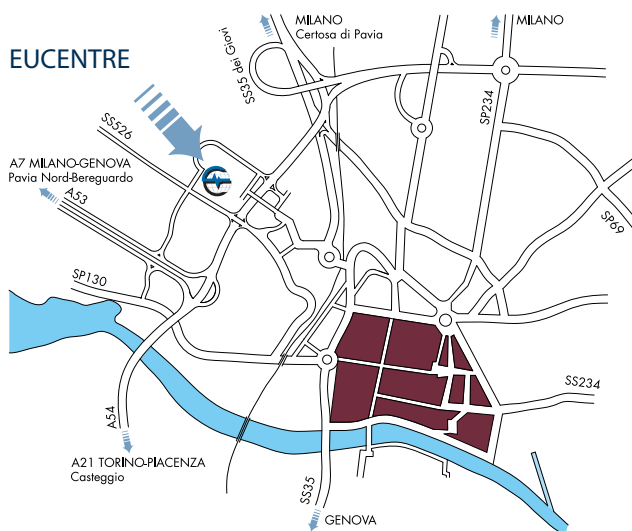 MILANO
Certosa di Pavia
MILANO
EUCENTRE
SS35 dei Giovi
SP234
SS526
A7 MILANO-GENOVA
Pavia Nord-Bereguardo
A53
SP69
SP130
SS234
A54
A21 TORINO-PIACENZA
Casteggio
SS35
GENOVA